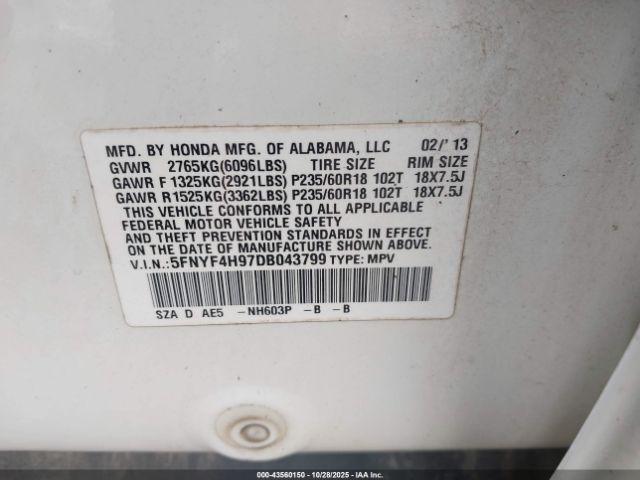 MFD. BY HONDA MFG. OF ALABAMA, LLC 02/'13
GVWR 2765KG(6096LBS) TIRE SIZE RIM SIZE
GAWR F 1325KG(2921LBS) P235/60R18 102T 18X7.5J
GAWR R1525KG(3362LBS) P235/60R18 102T 18X7.5J
THIS VEHICLE CONFORMS TO ALL APPLICABLE
FEDERAL MOTOR VEHICLE SAFETY
AND THEFT PREVENTION STANDARDS IN EFFECT
ON THE DATE OF MANUFACTURE SHOWN ABOVE.
V.I.N.:5FNYF4H97DB043799 TYPE: MPV
SZA D AE5 -NH603P -B -B
000-43560150 | 10/28/2025 | © IAA, LLC